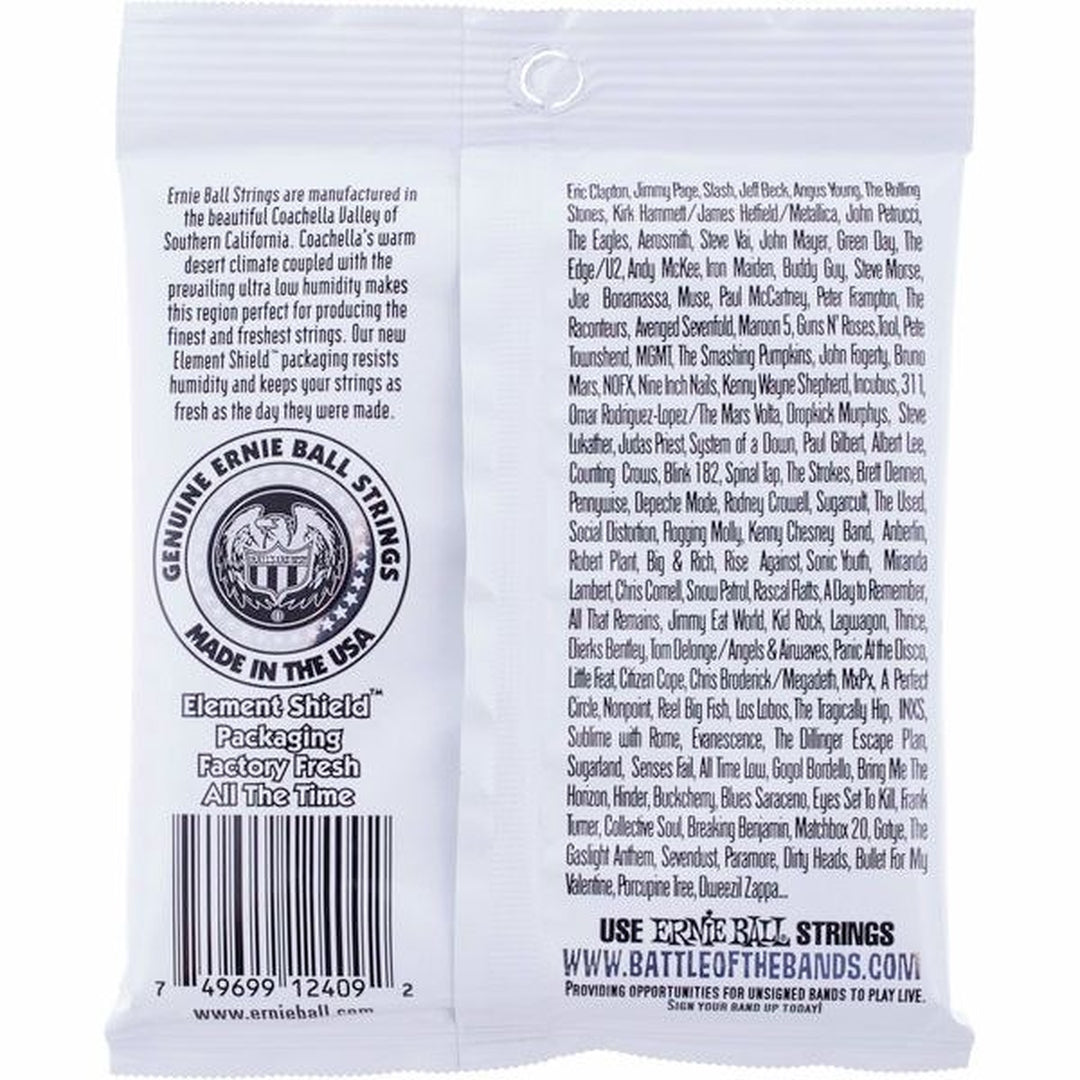 Ernie Ball Strings are manufactured in
the beautiful Coachella Valley of
Southern California. Coachella's warm
desert climate coupled with the
prevailing ultra low humidity makes
this region perfect for producing the
finest and freshest strings. Our new
Element Shield™ packaging resists
humidity and keeps your strings as
fresh as the day they were made.
GENUINE ERNIE BALL STRINGS
MADE IN THE USA
Element Shield™
Packaging
Factory Fresh
All The Time
7 49699 12409 2
www.ernieball.com
Eric Clapton, Jimmy Page, Slash, Jeff Beck, Angus Young, The Rolling
Stones, Kirk Hammett/James Hetfield/Metallica, John Petrucci,
The Eagles, Aerosmith, Steve Vai, John Mayer, Green Day, The
Edge/U2, Andy McKee, Iron Maiden, Buddy Guy, Steve Morse,
Joe Bonamassa, Muse, Paul McCartney, Peter Frampton, The
Raconteurs, Avenged Sevenfold, Maroon 5, Guns N' Roses, Tool, Pete
Townshend, MGMT, The Smashing Pumpkins, John Fogerty, Bruno
Mars, NOFX, Nine Inch Nails, Kenny Wayne Shepherd, Incubus, 311,
Omar Rodriguez-Lopez/The Mars Volta, Dropkick Murphys, Steve
Lukather, Judas Priest, System of a Down, Paul Gilbert, Albert Lee,
Counting Crows, Blink 182, Spinal Tap, The Strokes, Brett Dennen,
Pennywise, Depeche Mode, Rodney Crowell, Sugarcult, The Used,
Social Distortion, Flogging Molly, Kenny Chesney Band, Anberlin,
Robert Plant, Big & Rich, Rise Against, Sonic Youth, Miranda
Lambert, Chris Cornell, Snow Patrol, Rascal Flatts, A Day to Remember,
All That Remains, Jimmy Eat World, Kid Rock, Lagwagon, Thrice,
Dierks Bentley, Tom Delonge/Angels & Airwaves, Panic At the Disco,
Little Feat, Citizen Cope, Chris Broderick/Megadeth, MxPx, A Perfect
Circle, Nonpoint, Reel Big Fish, Los Lobos, The Tragically Hip, INXS,
Sublime with Rome, Evanescence, The Dillinger Escape Plan,
Sugarland, Senses Fail, All Time Low, Gogol Bordello, Bring Me The
Horizon, Hinder, Buckcherry, Blues Saraceno, Eyes Set To Kill, Frank
Turner, Collective Soul, Breaking Benjamin, Matchbox 20, Gotye, The
Gaslight Anthem, Sevendust, Paramore, Dirty Heads, Bullet For My
Valentine, Porcupine Tree, Dweezil Zappa...
USE ERNIE BALL STRINGS
WWW.BATTLEOFTHEBANDS.COM
PROVIDING OPPORTUNITIES FOR UNSIGNED BANDS TO PLAY LIVE.
SIGN YOUR BAND UP TODAY!